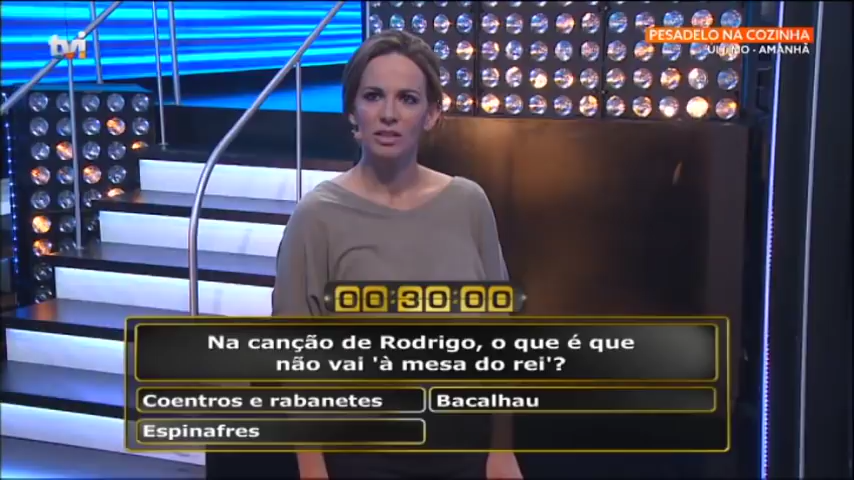 tvi
PESADELO NA COZINHA
ÚLTIMO - AMANHÃ
00:30:00
Na canção de Rodrigo, o que é que
não vai 'à mesa do rei'?
Coentros e rabanetes
Bacalhau
Espinafres